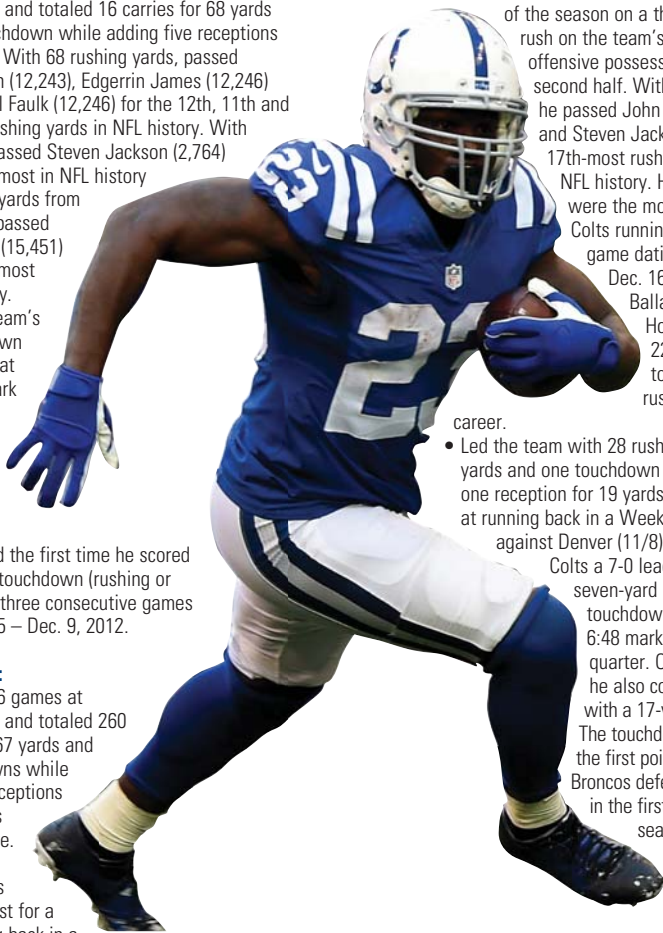 and totaled 16 carries for 68 yards
chdown while adding five receptions
With 68 rushing yards, passed
(12,243), Edgerrin James (12,246)
Faulk (12,246) for the 12th, 11th and
shing yards in NFL history. With
assed Steven Jackson (2,764)
most in NFL history
yards from
passed
(15,451)
most
y.
eam's
wn
at
rk
d the first time he scored
touchdown (rushing or
three consecutive games
5 – Dec. 9, 2012.
:
6 games at
and totaled 260
67 yards and
wns while
ceptions
s
e.
s
st for a
back in a
of the season on a th
rush on the team's
offensive possess
second half. With
he passed John
and Steven Jack
17th-most rush
NFL history. H
were the mo
Colts runnin
game dati
Dec. 16
Balla
Ho
22
to
rus
career.
• Led the team with 28 rush
yards and one touchdown
one reception for 19 yards
at running back in a Week
against Denver (11/8)
Colts a 7-0 lea
seven-yard
touchdow
6:48 mark
quarter. O
he also co
with a 17-y
The touchd
the first poi
Broncos defe
in the first
sea
23
NFL
23